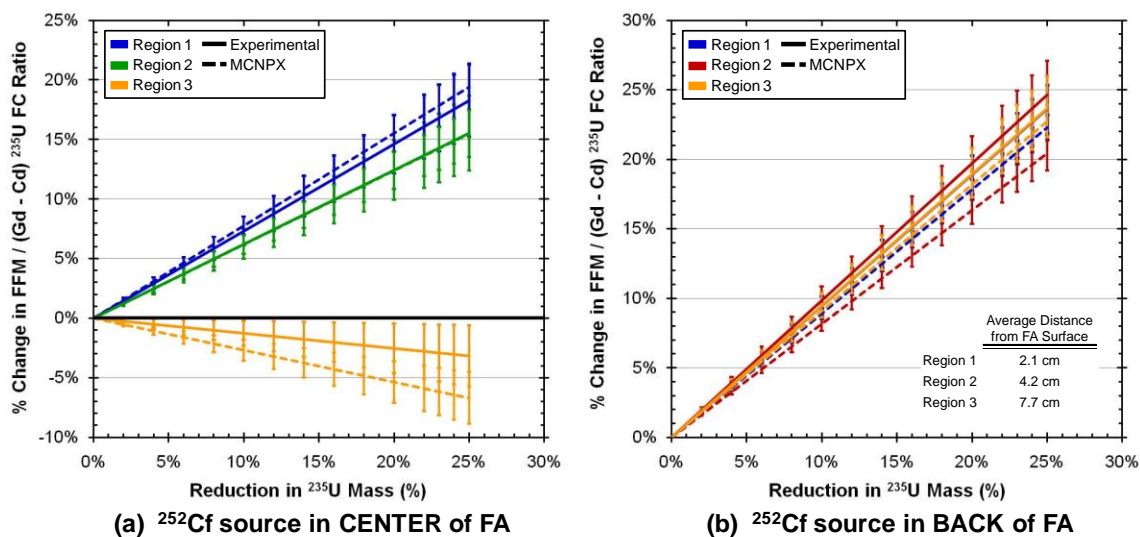 % Change in FFM / (Gd - Cd) ²³⁵U FC Ratio
25%
20%
15%
10%
5%
0%
-5%
-10%
Region 1
Region 2
Region 3
Experimental
MCNPX
0% 5% 10% 15% 20% 25% 30%
Reduction in ²³⁵U Mass (%)
(a) ²⁵²Cf source in CENTER of FA
% Change in FFM / (Gd - Cd) ²³⁵U FC Ratio
30%
25%
20%
15%
10%
5%
0%
Region 1
Region 2
Region 3
Experimental
MCNPX
Average Distance
from FA Surface
Region 1 2.1 cm
Region 2 4.2 cm
Region 3 7.7 cm
0% 5% 10% 15% 20% 25% 30%
Reduction in ²³⁵U Mass (%)
(b) ²⁵²Cf source in BACK of FA